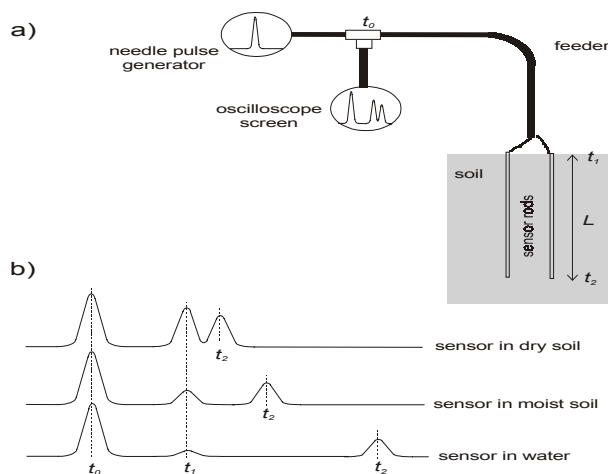 a)
t₀
needle pulse
generator
feeder
oscilloscope
screen
t₁
soil
sensor rods
L
t₂
b)
t₂
sensor in dry soil
t₂
sensor in moist soil
t₀
t₁
t₂
sensor in water